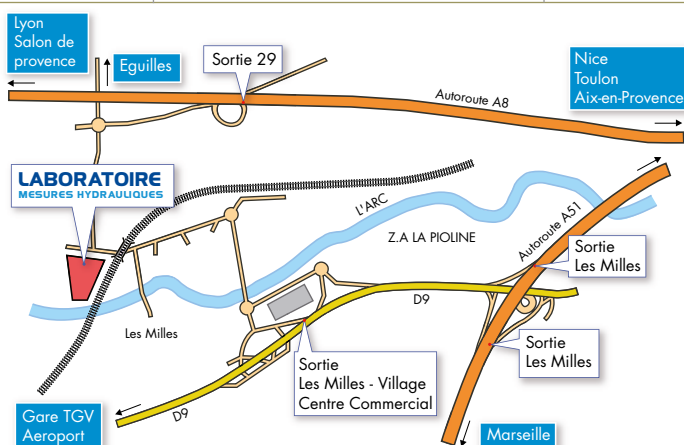 Lyon
Salon de
provence
Eguilles
Sortie 29
Nice
Toulon
Aix-en-Provence
Autoroute A8
LABORATOIRE
MESURES HYDRAULIQUES
L'ARC
Z.A LA PIOLINE
Autoroute A51
Sortie
Les Milles
Les Milles
D9
Sortie
Les Milles
Sortie
Les Milles - Village
Centre Commercial
D9
Gare TGV
Aeroport
Marseille